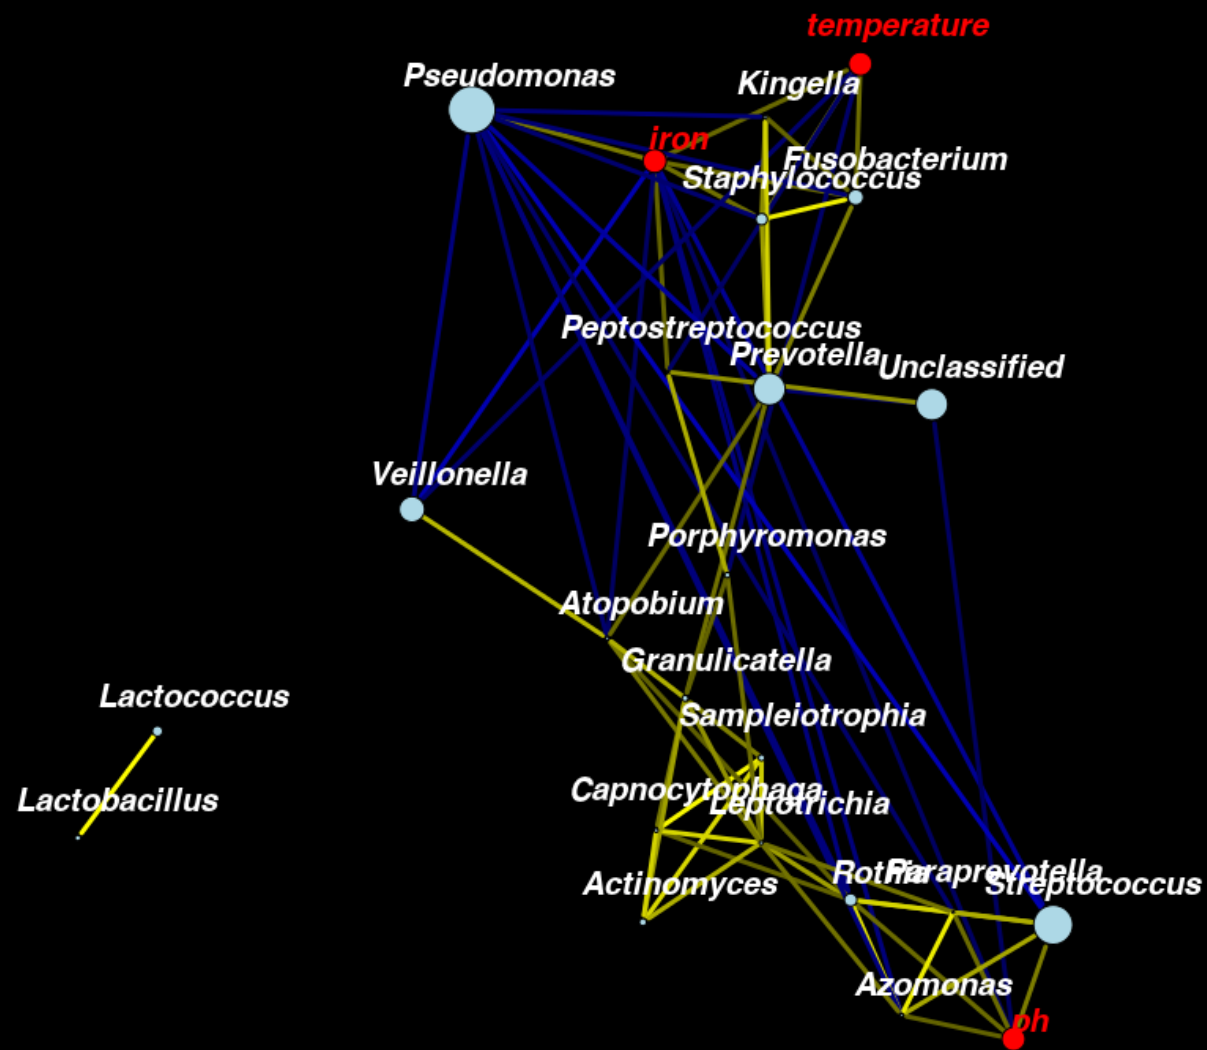 temperature
Pseudomonas
Kingella
iron
Fusobacterium
Staphylococcus
Peptostreptococcus
Prevotella
Unclassified
Veillonella
Porphyromonas
Atopobium
Granulicatella
Lactococcus
Sampleiotrophia
Capnocytophaga
Lactobacillus
Leptotrichia
Rothia
Paraprevotella
Streptococcus
Actinomyces
Azomonas
ph